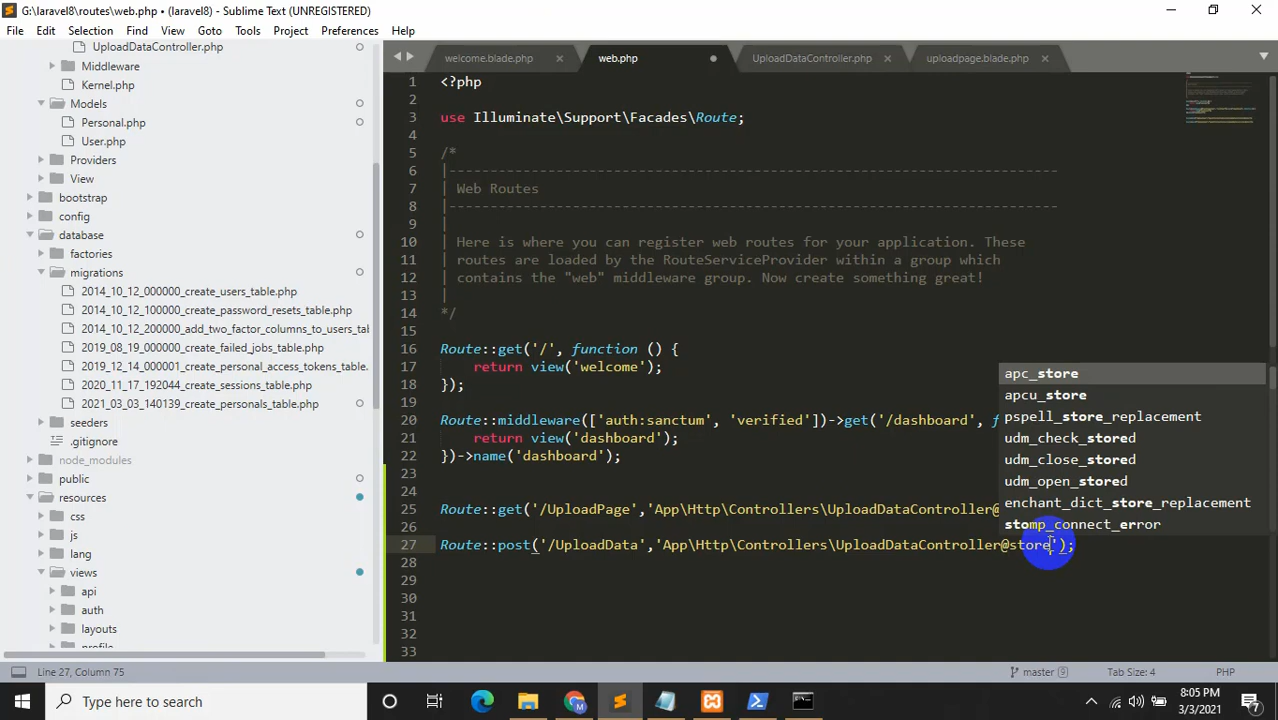 G:\laravel8\routes\web.php • (laravel8) - Sublime Text (UNREGISTERED)
File Edit Selection Find View Goto Tools Project Preferences Help
UploadDataController.php
Middleware
Kernel.php
Models
Personal.php
User.php
Providers
View
bootstrap
config
database
factories
migrations
2014_10_12_000000_create_users_table.php
2014_10_12_100000_create_password_resets_table.php
2014_10_12_200000_add_two_factor_columns_to_users_ta
2019_08_19_000000_create_failed_jobs_table.php
2019_12_14_000001_create_personal_access_tokens_table.
2020_11_17_192044_create_sessions_table.php
2021_03_03_140139_create_personals_table.php
seeders
.gitignore
node_modules
public
resources
css
js
lang
views
api
auth
layouts
profile
welcome.blade.php web.php UploadDataController.php uploadpage.blade.php
1 <?php
2
3 use Illuminate\Support\Facades\Route;
4
5 /*
6 |--------------------------------------------------------------------------
7 | Web Routes
8 |--------------------------------------------------------------------------
9 |
10 | Here is where you can register web routes for your application. These
11 | routes are loaded by the RouteServiceProvider within a group which
12 | contains the "web" middleware group. Now create something great!
13 |
14 */
15
16 Route::get('/', function () {
17 return view('welcome');
18 });
19
20 Route::middleware(['auth:sanctum', 'verified'])->get('/dashboard', f
21 return view('dashboard');
22 })->name('dashboard');
23
24
25 Route::get('/UploadPage','App\Http\Controllers\UploadDataController@
26
27 Route::post('/UploadData','App\Http\Controllers\UploadDataController@store');
28
29
30
31
32
33
apc_store
apcu_store
pspell_store_replacement
udm_check_stored
udm_close_stored
udm_open_stored
enchant_dict_store_replacement
stomp_connect_error
Line 27, Column 75 master 9 Tab Size: 4 PHP
Type here to search
8:05 PM
3/3/2021
7